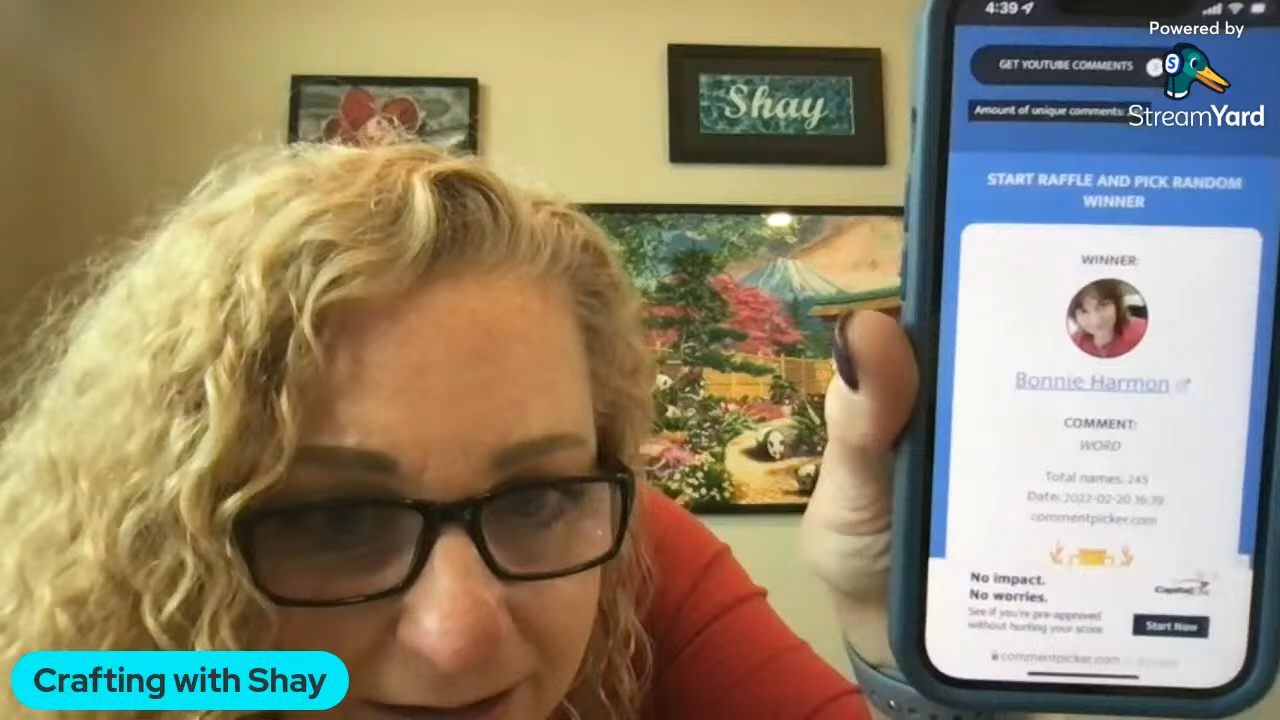 4:39
Powered by
StreamYard
GET YOUTUBE COMMENTS
Amount of unique comments:
START RAFFLE AND PICK RANDOM
WINNER
WINNER:
Bonnie Harmon
COMMENT:
WORD
Total names: 245
Date: 2022-02-20 16:39
commentpicker.com
No impact.
No worries.
See if you're pre-approved
without hurting your score
Capital One
Start Now
commentpicker.com
Shay
Crafting with Shay